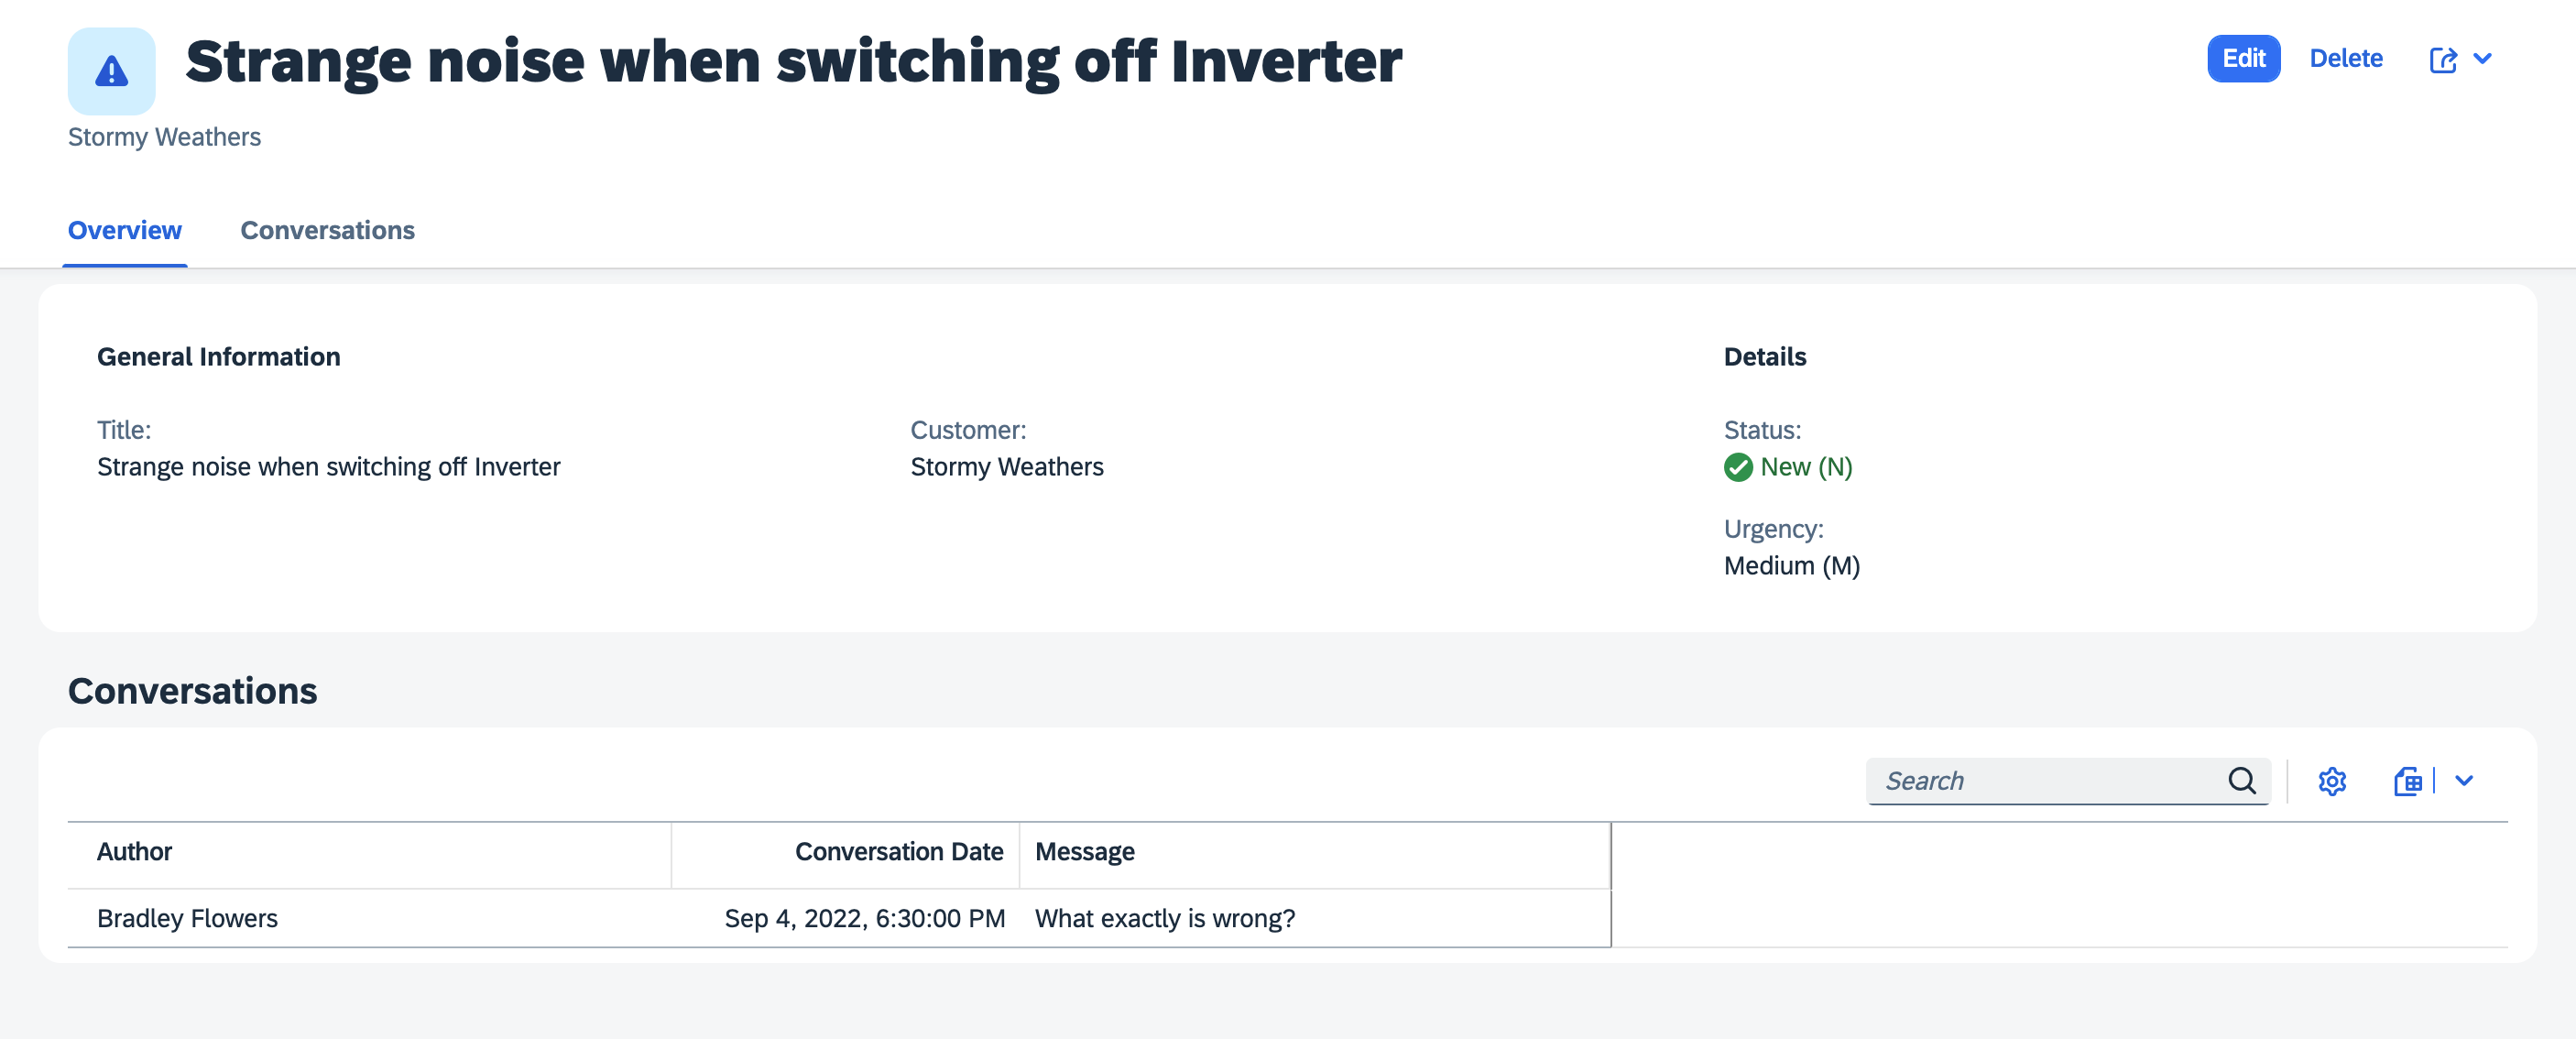 Strange noise when switching off Inverter
Edit
Delete
Stormy Weathers
Overview
Conversations
General Information
Details
Title:
Customer:
Status:
Strange noise when switching off Inverter
Stormy Weathers
New (N)
Urgency:
Medium (M)
Conversations
Search
Author
Conversation Date
Message
Bradley Flowers
Sep 4, 2022, 6:30:00 PM
What exactly is wrong?